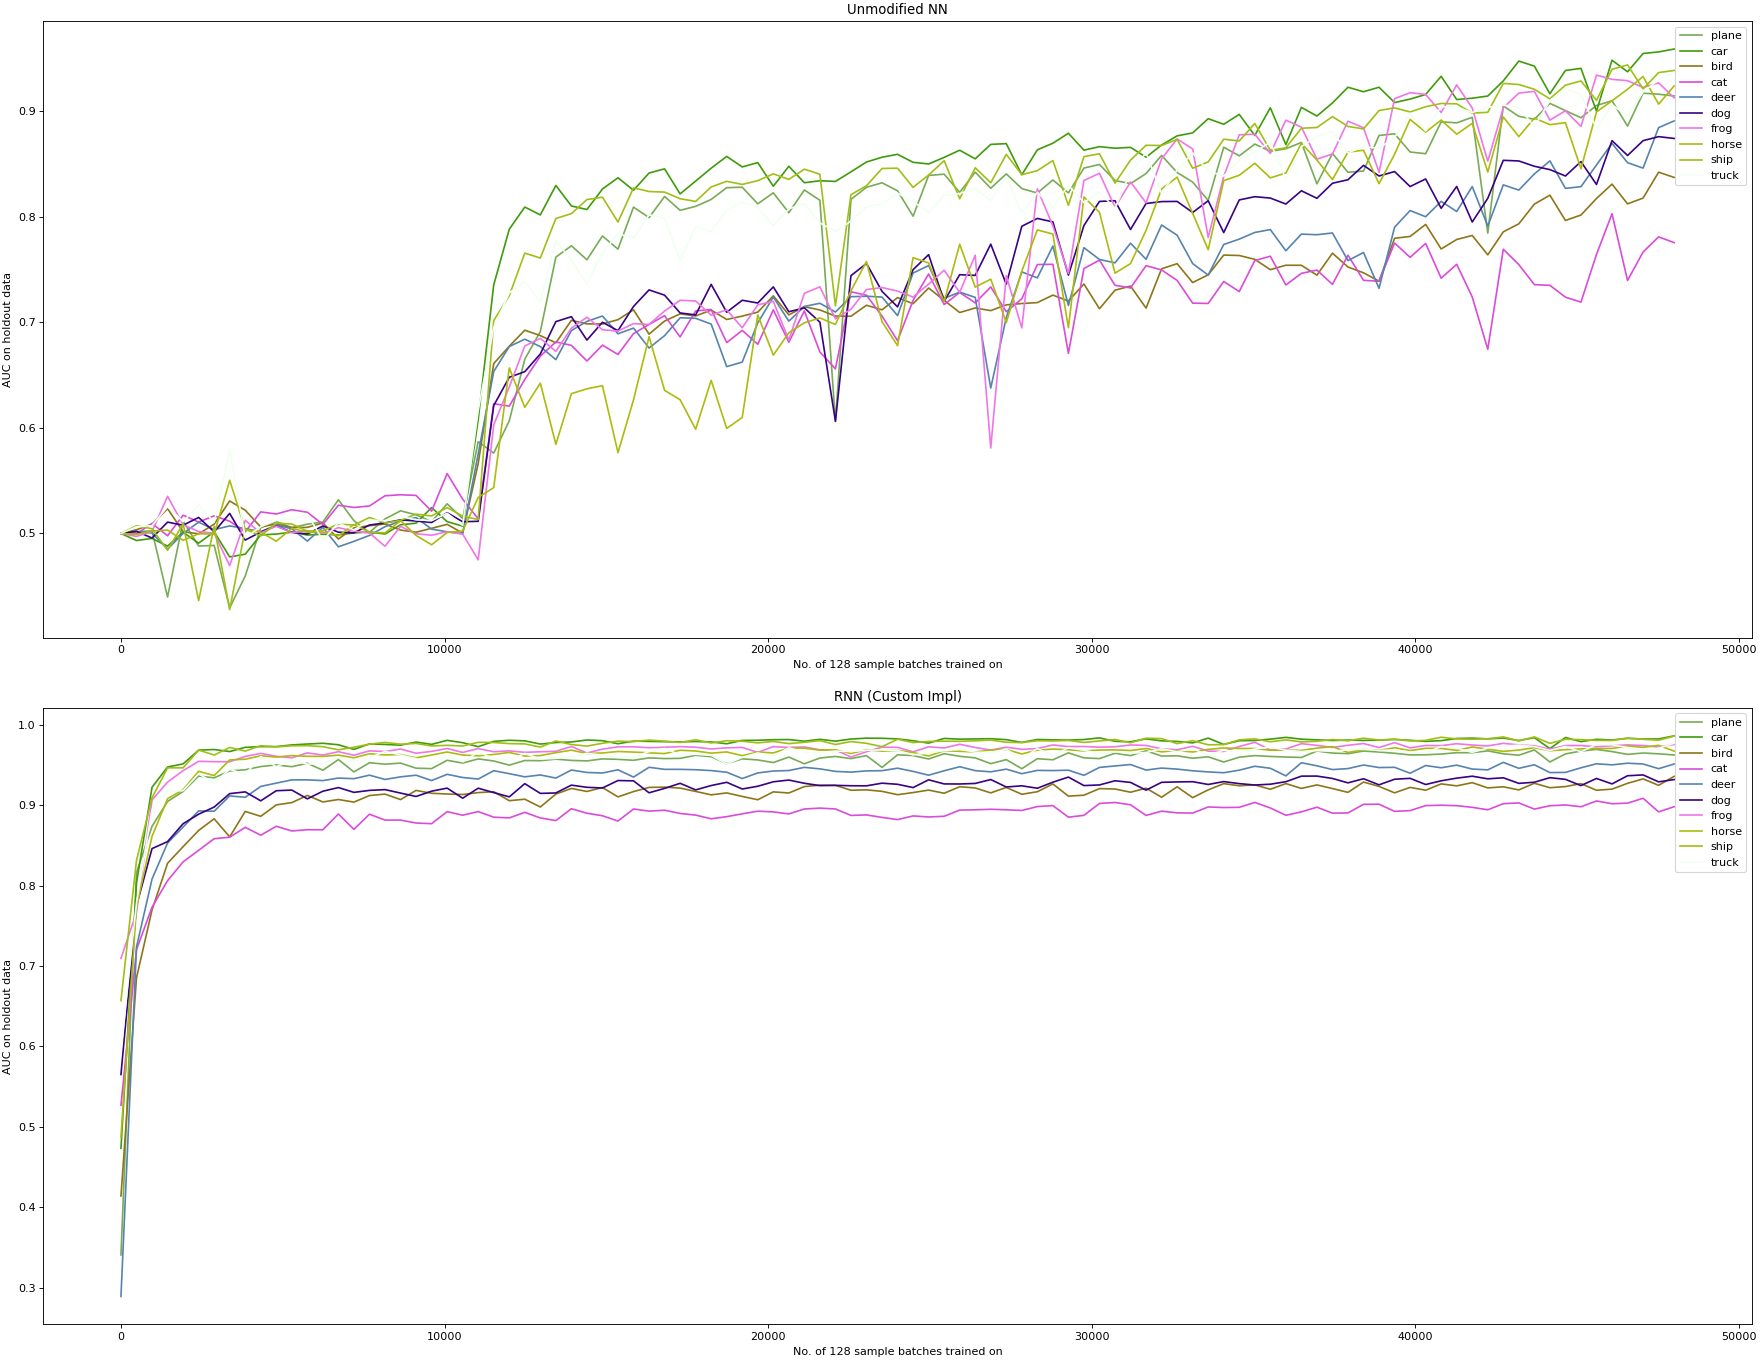 Unmodified NN
AUC on holdout data
0.9
0.8
0.7
0.6
0.5
0
10000
20000
30000
40000
50000
No. of 128 sample batches trained on
plane
car
bird
cat
deer
dog
frog
horse
ship
truck
RNN (Custom Impl)
AUC on holdout data
1.0
0.9
0.8
0.7
0.6
0.5
0.4
0.3
0
10000
20000
30000
40000
50000
No. of 128 sample batches trained on
plane
car
bird
cat
deer
dog
frog
horse
ship
truck